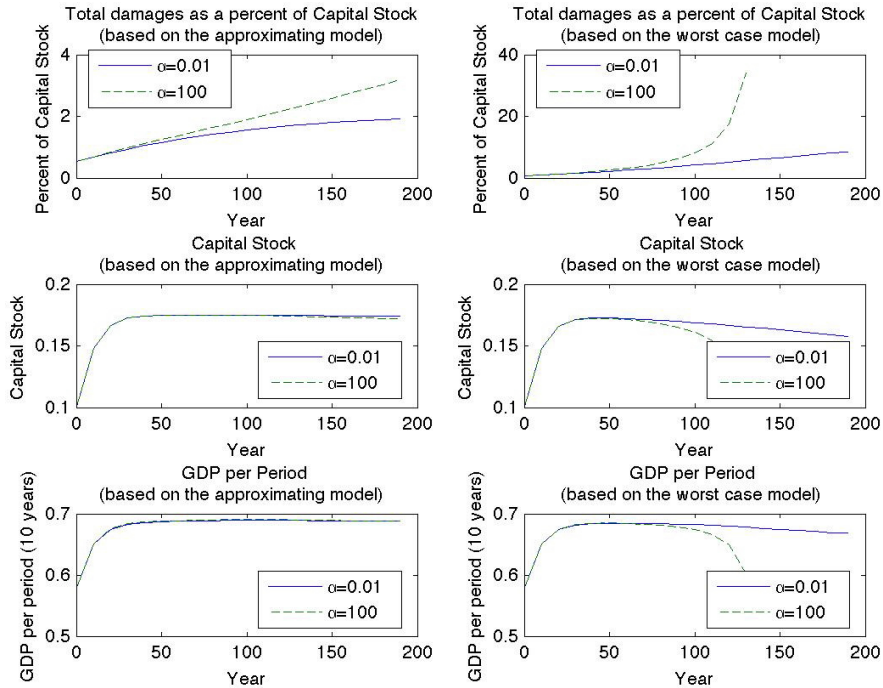 Total damages as a percent of Capital Stock
(based on the approximating model)
4
2
0
Percent of Capital Stock
α=0.01
α=100
0
50
100
150
200
Year
Total damages as a percent of Capital Stock
(based on the worst case model)
40
20
0
Percent of Capital Stock
α=0.01
α=100
0
50
100
150
200
Year
Capital Stock
(based on the approximating model)
0.2
0.15
0.1
Capital Stock
α=0.01
α=100
0
50
100
150
200
Year
Capital Stock
(based on the worst case model)
0.2
0.15
0.1
Capital Stock
α=0.01
α=100
0
50
100
150
200
Year
GDP per Period
(based on the approximating model)
0.7
0.6
0.5
GDP per period (10 years)
α=0.01
α=100
0
50
100
150
200
Year
GDP per Period
(based on the worst case model)
0.7
0.6
0.5
GDP per period (10 years)
α=0.01
α=100
0
50
100
150
200
Year